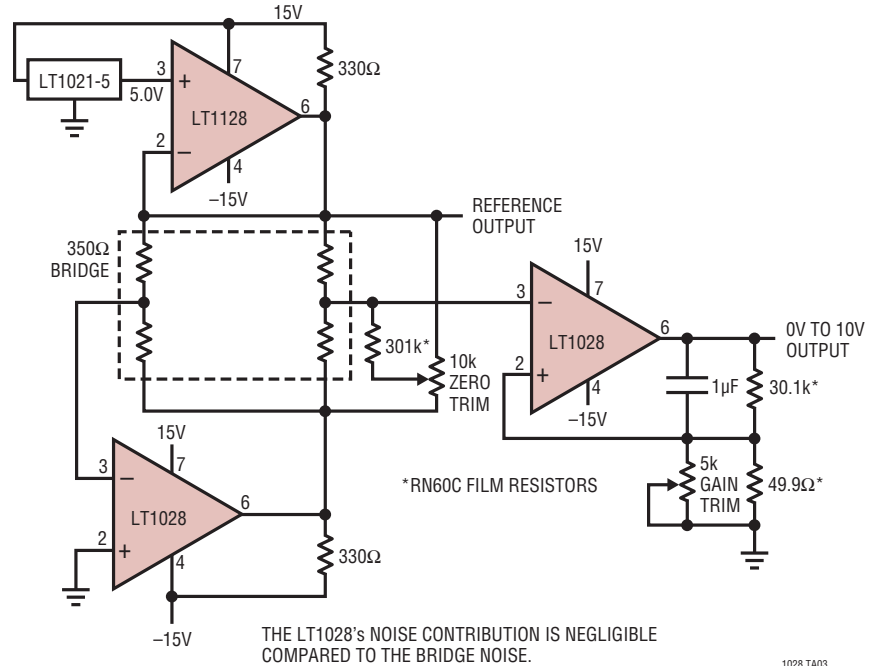 15V
330Ω
LT1021-5
5.0V
3
+
7
LT1128
6
2
–
4
–15V
REFERENCE
OUTPUT
350Ω
BRIDGE
15V
3
–
7
6
0V TO 10V
OUTPUT
LT1028
301k*
10k
ZERO
TRIM
2
+
4
–15V
1µF
30.1k*
15V
7
3
–
*RN60C FILM RESISTORS
5k
GAIN
TRIM
49.9Ω*
6
LT1028
2
+
4
330Ω
–15V
THE LT1028's NOISE CONTRIBUTION IS NEGLIGIBLE
COMPARED TO THE BRIDGE NOISE.
1028 TA03